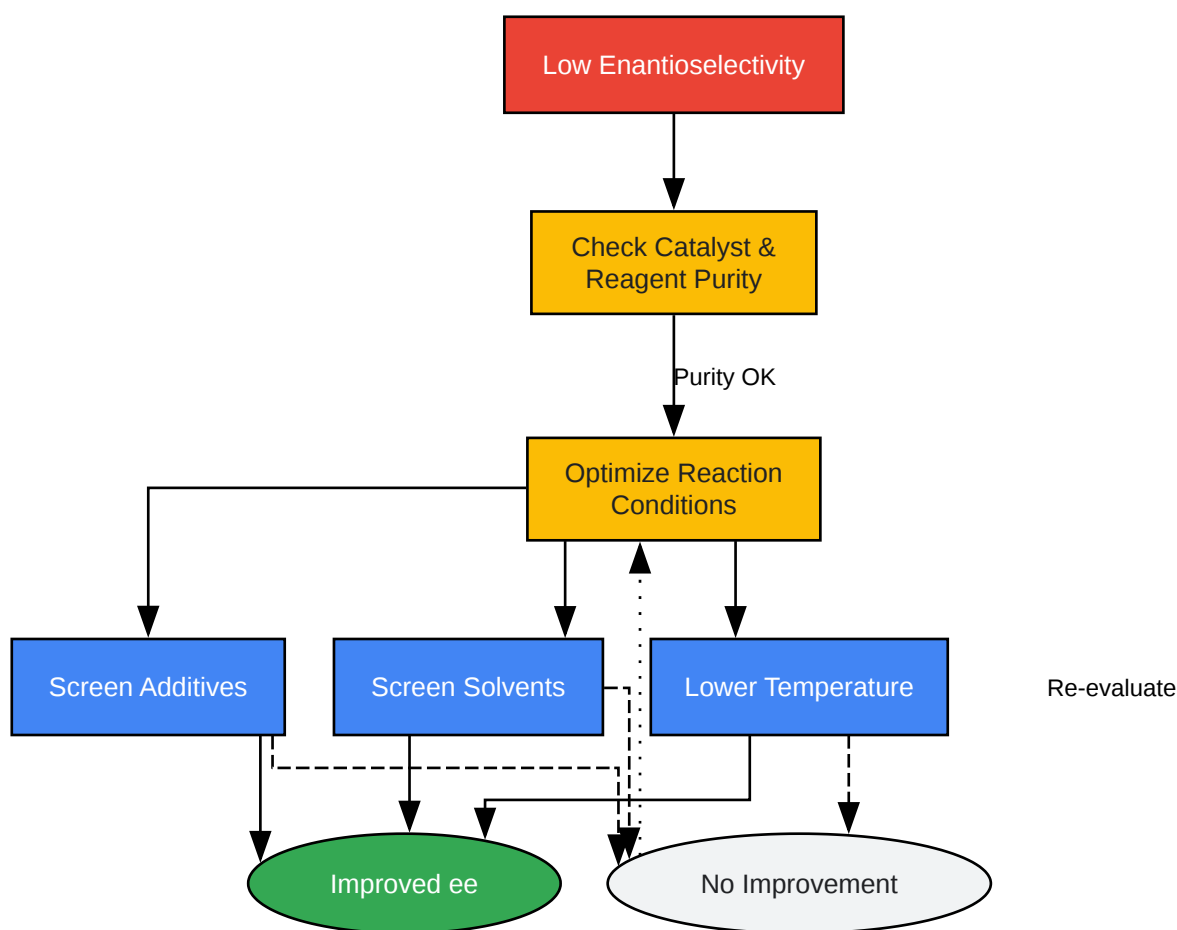 Low Enantioselectivity
Check Catalyst &
Reagent Purity
Purity OK
Optimize Reaction
Conditions
Screen Additives
Screen Solvents
Lower Temperature
Re-evaluate
Improved ee
No Improvement